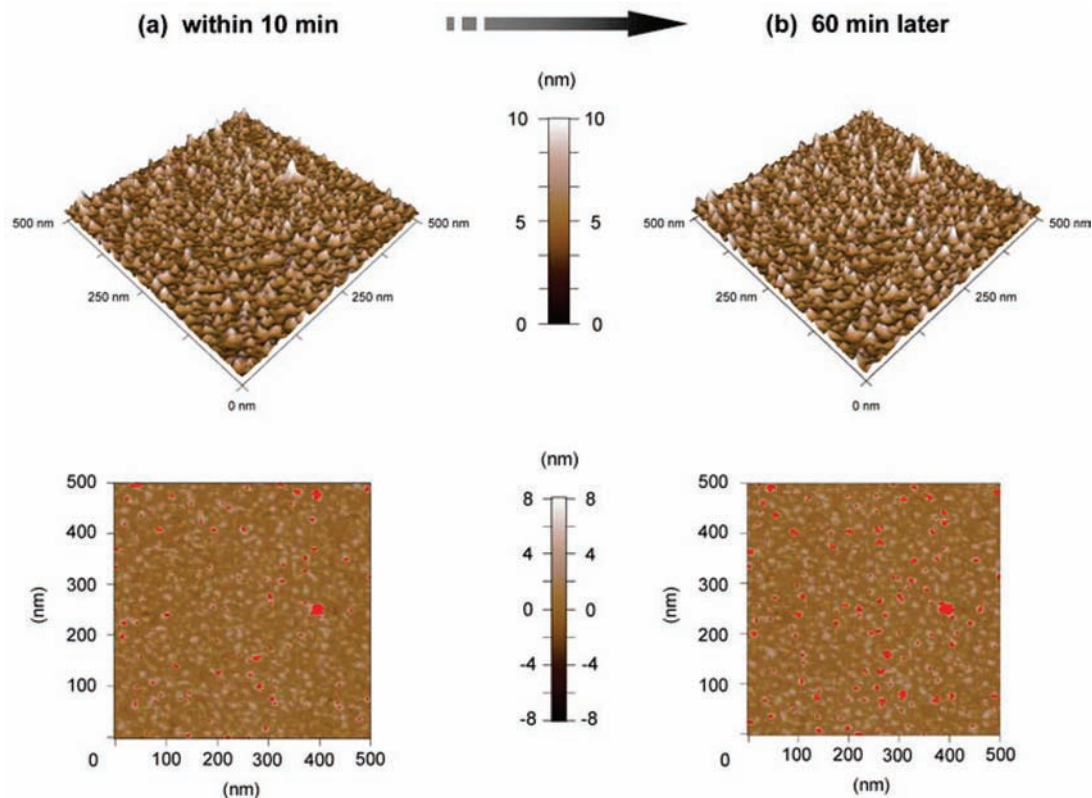 (a) within 10 min
(b) 60 min later
(nm)
10 10
5 5
0 0
500 nm
500 nm
250 nm
250 nm
0 nm
500 nm
500 nm
250 nm
250 nm
0 nm
(nm)
8 8
4 4
0 0
-4 -4
-8 -8
500
400
300
200
100
0
(nm)
100 200 300 400 500
(nm)
500
400
300
200
100
0
(nm)
100 200 300 400 500
(nm)